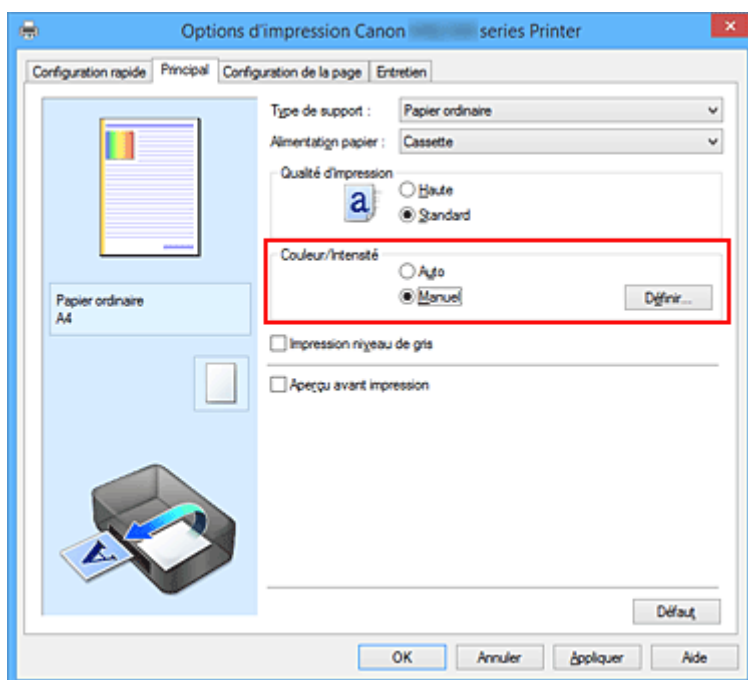 Options d'impression Canon series Printer
Configuration rapide Principal Configuration de la page Entretien
Type de support : Papier ordinaire
Alimentation papier : Cassette
Qualité d'impression
a
Haute
Standard
Couleur/Intensité
Auto
Manuel Définir...
Papier ordinaire
A4
Impression niveau de gris
Aperçu avant impression
A
Défaut
OK Annuler Appliquer Aide